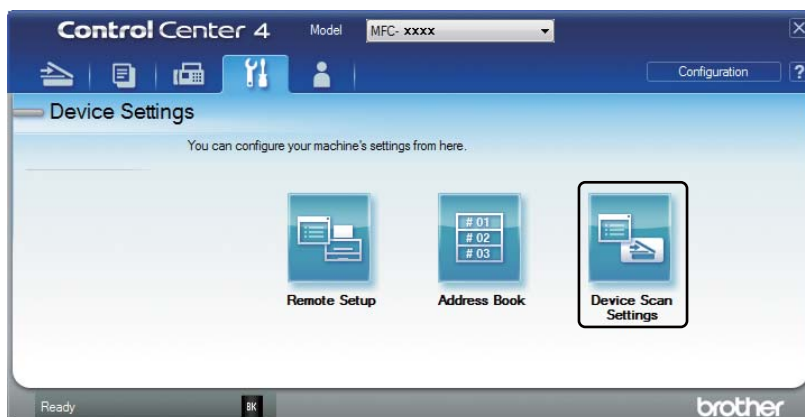 Control Center 4 Model MFC- xxxx
Configuration ?
Device Settings
You can configure your machine's settings from here.
# 01
# 02
# 03
Remote Setup Address Book Device Scan
Settings
Ready BK brother